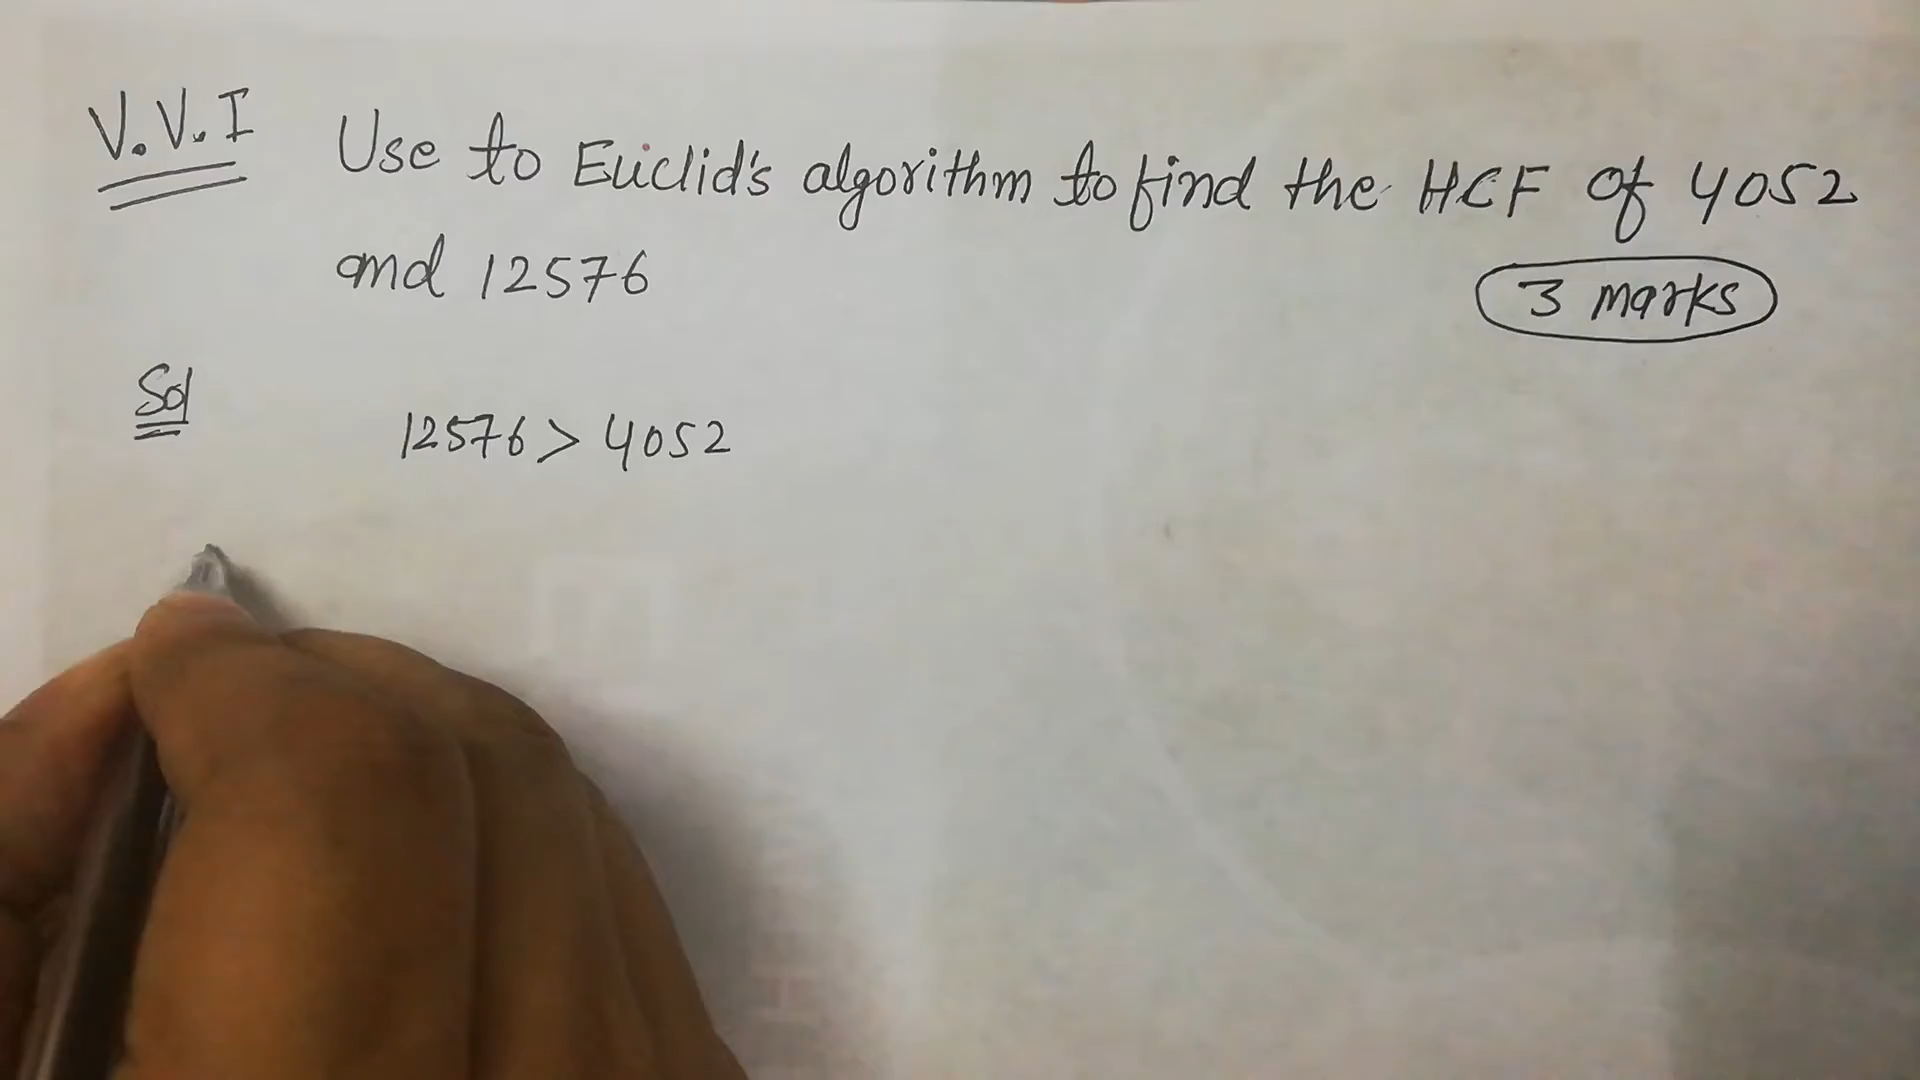 V.V.I Use to Euclid's algorithm to find the HCF of 4052
and 12576
3 marks
Sol 12576 > 4052